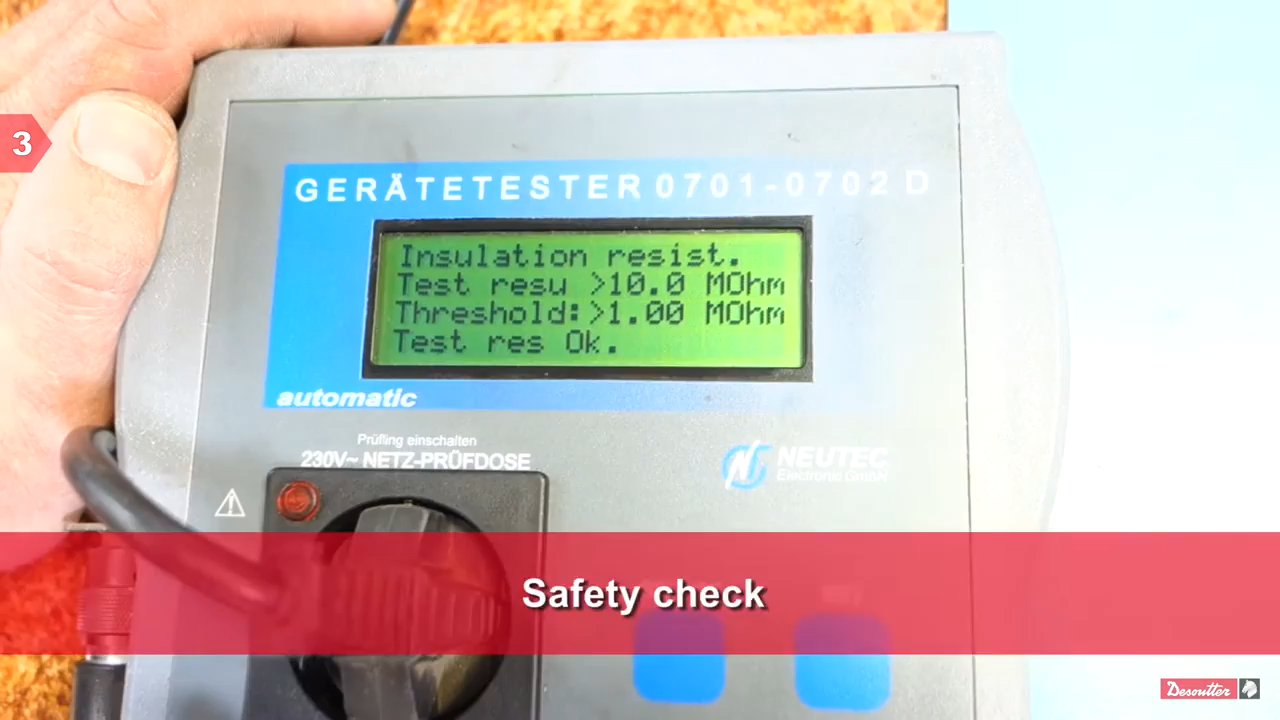 3
GERÄTETESTER 0701-0702 D
Insulation resist.
Test resu >10.0 MOhm
Threshold:>1.00 MOhm
Test res Ok.
automatic
Prüfling einschalten
230V~ NETZ-PRÜFDOSE
NEUTEC
Electronic GmbH
Safety check
Desoutter